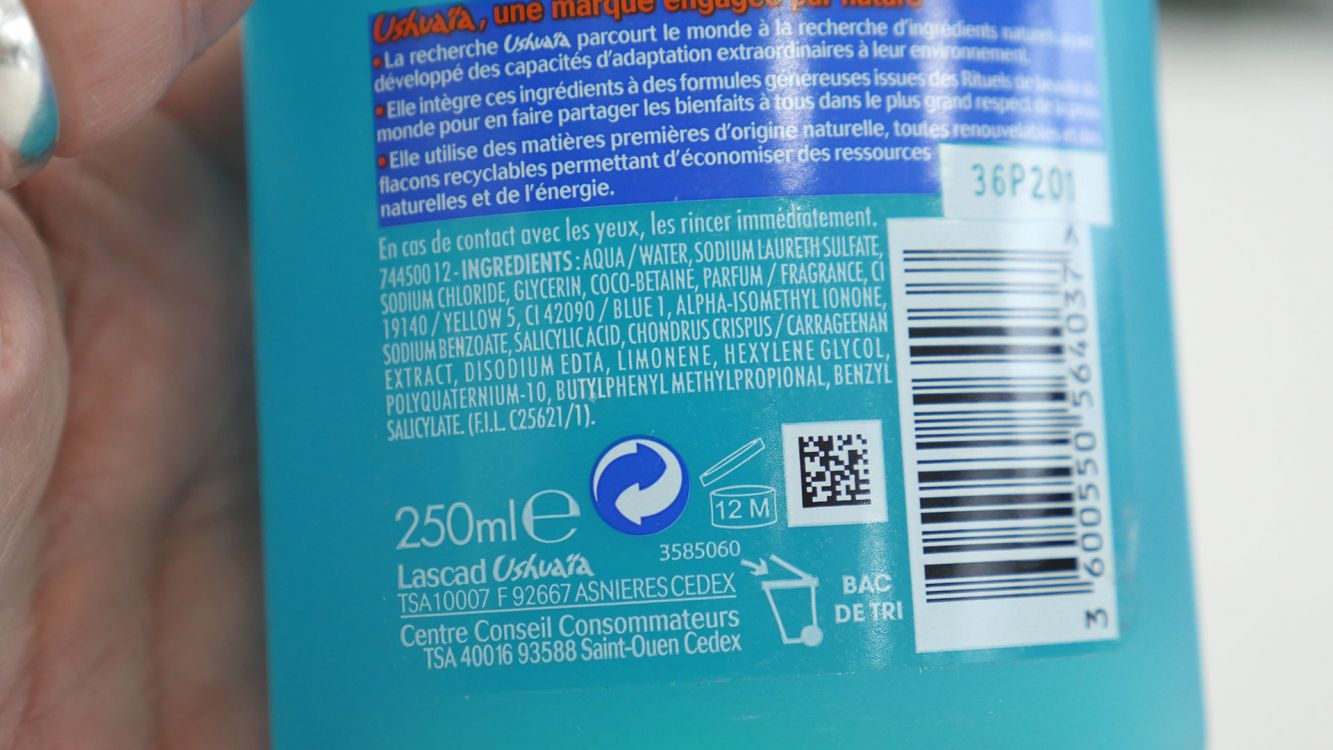 Ushuaïa, une marque engagée par nature
• La recherche Ushuaïa parcourt le monde à la recherche d'ingrédients naturels
développé des capacités d'adaptation extraordinaires à leur environnement.
• Elle intègre ces ingrédients à des formules généreuses issues des Rituels de beauté
monde pour en faire partager les bienfaits à tous dans le plus grand respect de la
• Elle utilise des matières premières d'origine naturelle, toutes renouvelables et
flacons recyclables permettant d'économiser des ressources
naturelles et de l'énergie.
36P201
En cas de contact avec les yeux, les rincer immédiatement.
74450012 - INGREDIENTS : AQUA / WATER, SODIUM LAURETH SULFATE,
SODIUM CHLORIDE, GLYCERIN, COCO-BETAINE, PARFUM / FRAGRANCE, CI
19140 / YELLOW 5, CI 42090 / BLUE 1, ALPHA-ISOMETHYL IONONE,
SODIUM BENZOATE, SALICYLIC ACID, CHONDRUS CRISPUS / CARRAGEENAN
EXTRACT, DISODIUM EDTA, LIMONENE, HEXYLENE GLYCOL,
POLYQUATERNIUM-10, BUTYLPHENYL METHYLPROPIONAL, BENZYL
SALICYLATE. (F.I.L. C25621/1).
250ml e
12 M
3585060
Lascad Ushuaïa
TSA 10007 F 92667 ASNIERES CEDEX
Centre Conseil Consommateurs
TSA 40016 93588 Saint-Ouen Cedex
BAC
DE TRI
3 600550 564037 >